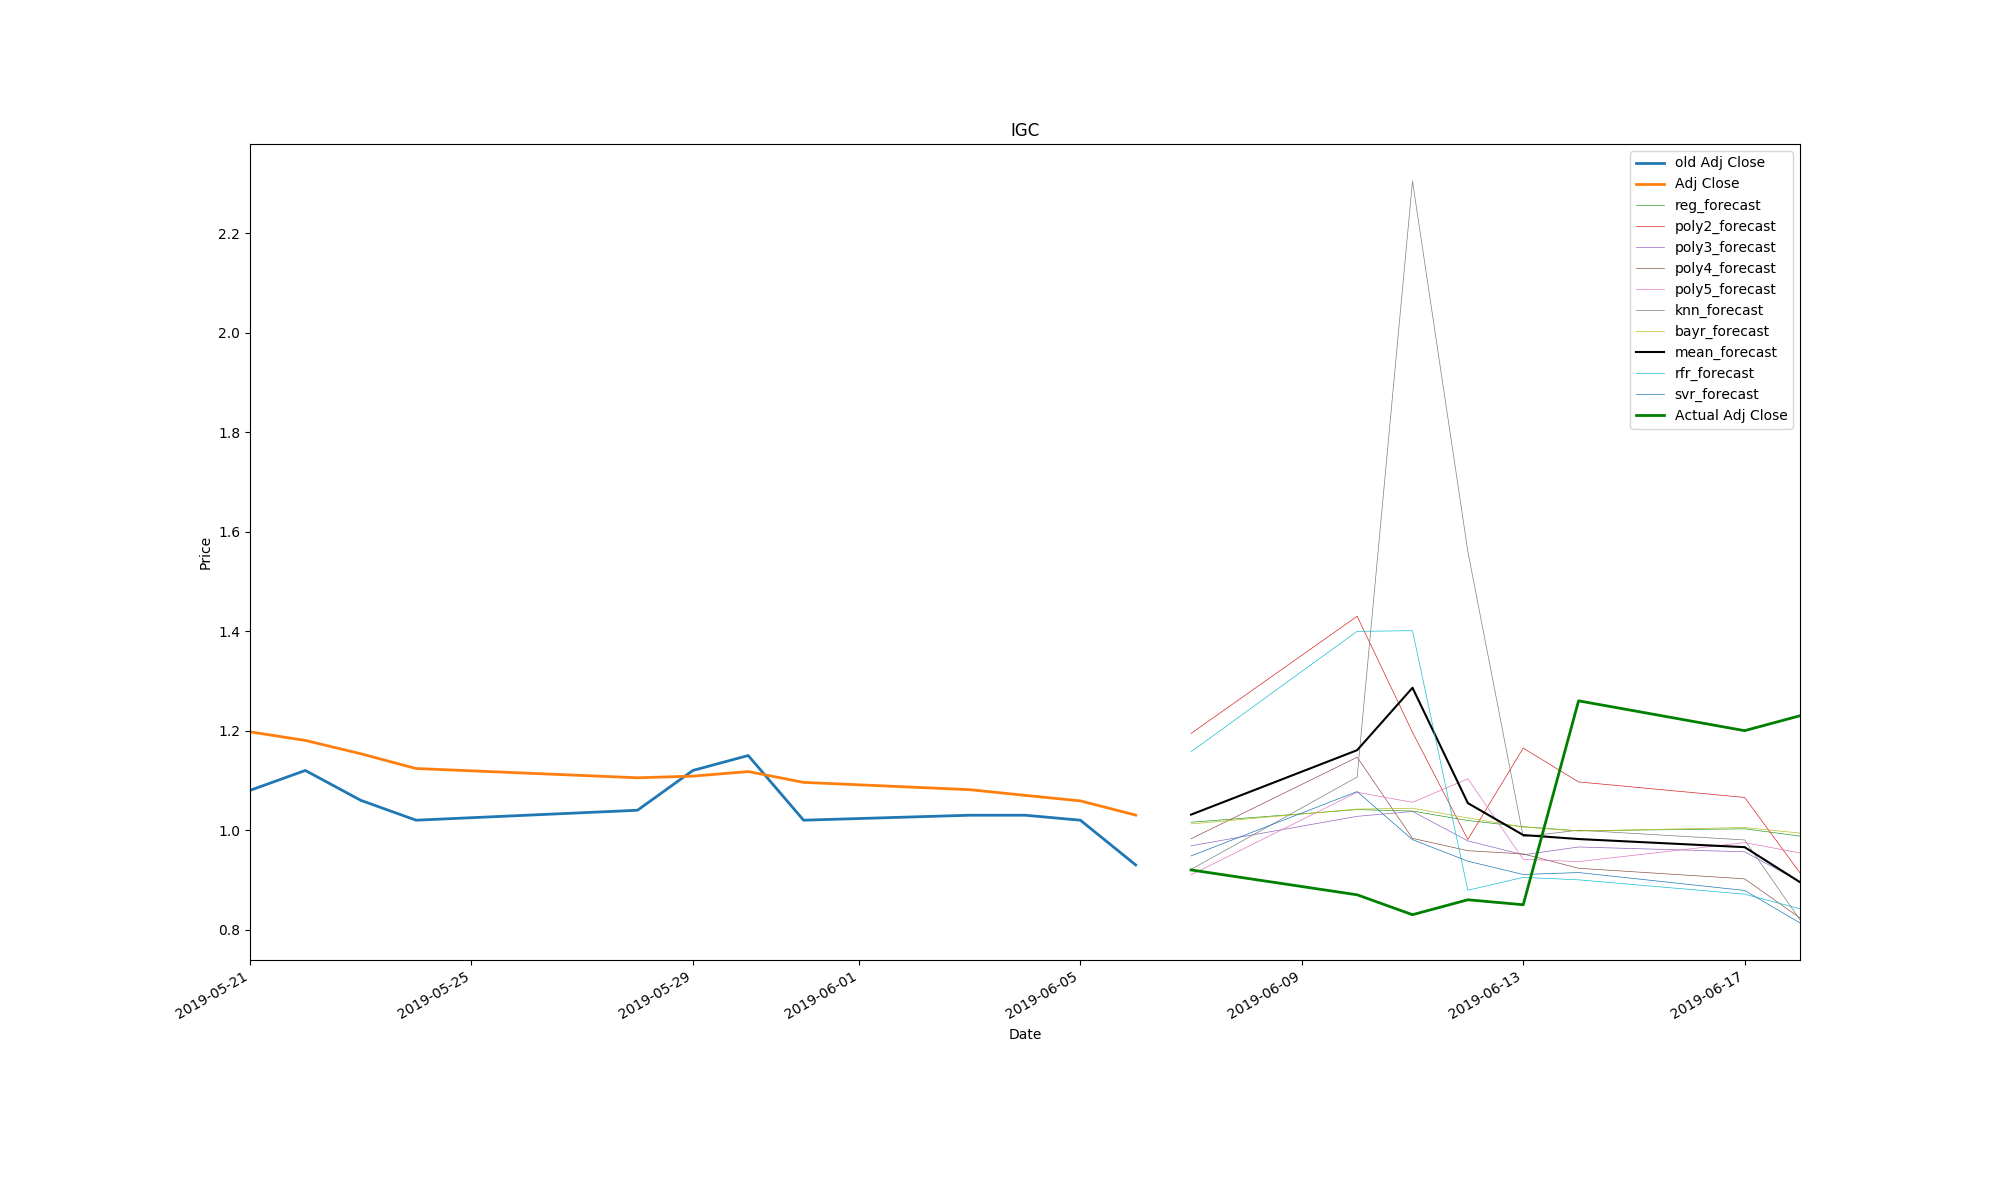 IGC
old Adj Close
Adj Close
reg_forecast
poly2_forecast
poly3_forecast
poly4_forecast
poly5_forecast
knn_forecast
bayr_forecast
mean_forecast
rfr_forecast
svr_forecast
Actual Adj Close
2.2
2.0
1.8
1.6
1.4
1.2
1.0
0.8
Price
2019-05-21
2019-05-25
2019-05-29
2019-06-01
2019-06-05
2019-06-09
2019-06-13
2019-06-17
Date